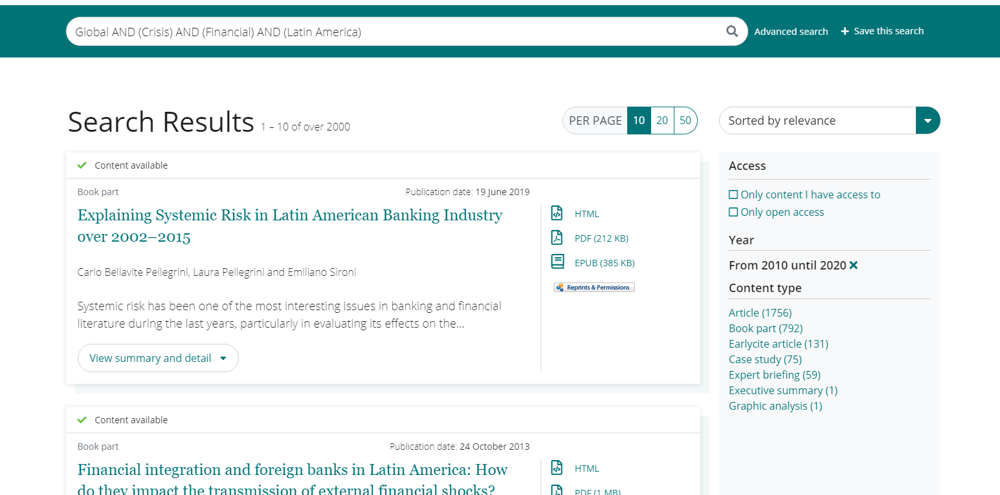 Global AND (Crisis) AND (Financial) AND (Latin America)
Advanced search
+ Save this search
Search Results 1 – 10 of over 2000
PER PAGE 10 20 50
Sorted by relevance
Content available
Book part
Publication date: 19 June 2019
Explaining Systemic Risk in Latin American Banking Industry
over 2002–2015
Carlo Bellavite Pellegrini, Laura Pellegrini and Emiliano Sironi
Systemic risk has been one of the most interesting issues in banking and financial
literature during the last years, particularly in evaluating its effects on the...
View summary and detail
HTML
PDF (212 KB)
EPUB (385 KB)
Reprints & Permissions
Content available
Book part
Publication date: 24 October 2013
Financial integration and foreign banks in Latin America: How
do they impact the transmission of external financial shocks?
HTML
PDF (1 MB)
Access
Only content I have access to
Only open access
Year
From 2010 until 2020
Content type
Article (1756)
Book part (792)
Earlycite article (131)
Case study (75)
Expert briefing (59)
Executive summary (1)
Graphic analysis (1)